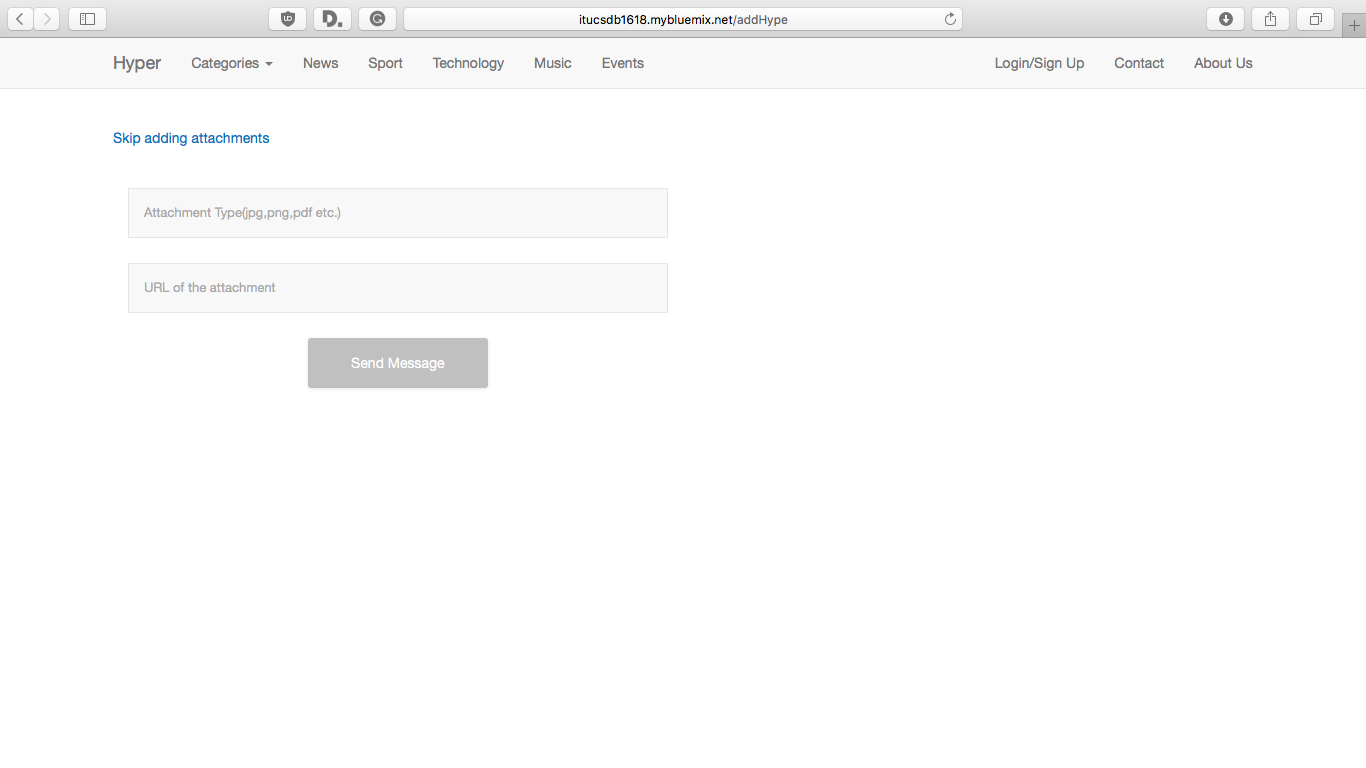 itucsdb1618.mybluemix.net/addHype
Hyper Categories News Sport Technology Music Events Login/Sign Up Contact About Us
Skip adding attachments
Attachment Type(jpg,png,pdf etc.)
URL of the attachment
Send Message